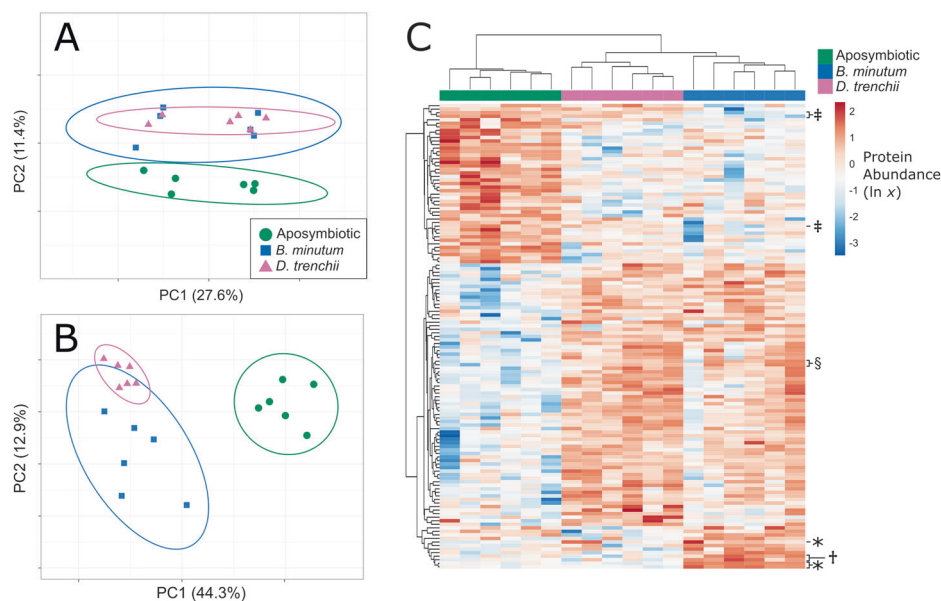 A
PC2 (11.4%)
Aposymbiotic
B. minutum
D. trenchii
PC1 (27.6%)
B
PC2 (12.9%)
PC1 (44.3%)
C
Aposymbiotic
B. minutum
D. trenchii
2
1
0
-1
-2
-3
Protein
Abundance
(ln x)
‡
‡
§
*
†
*